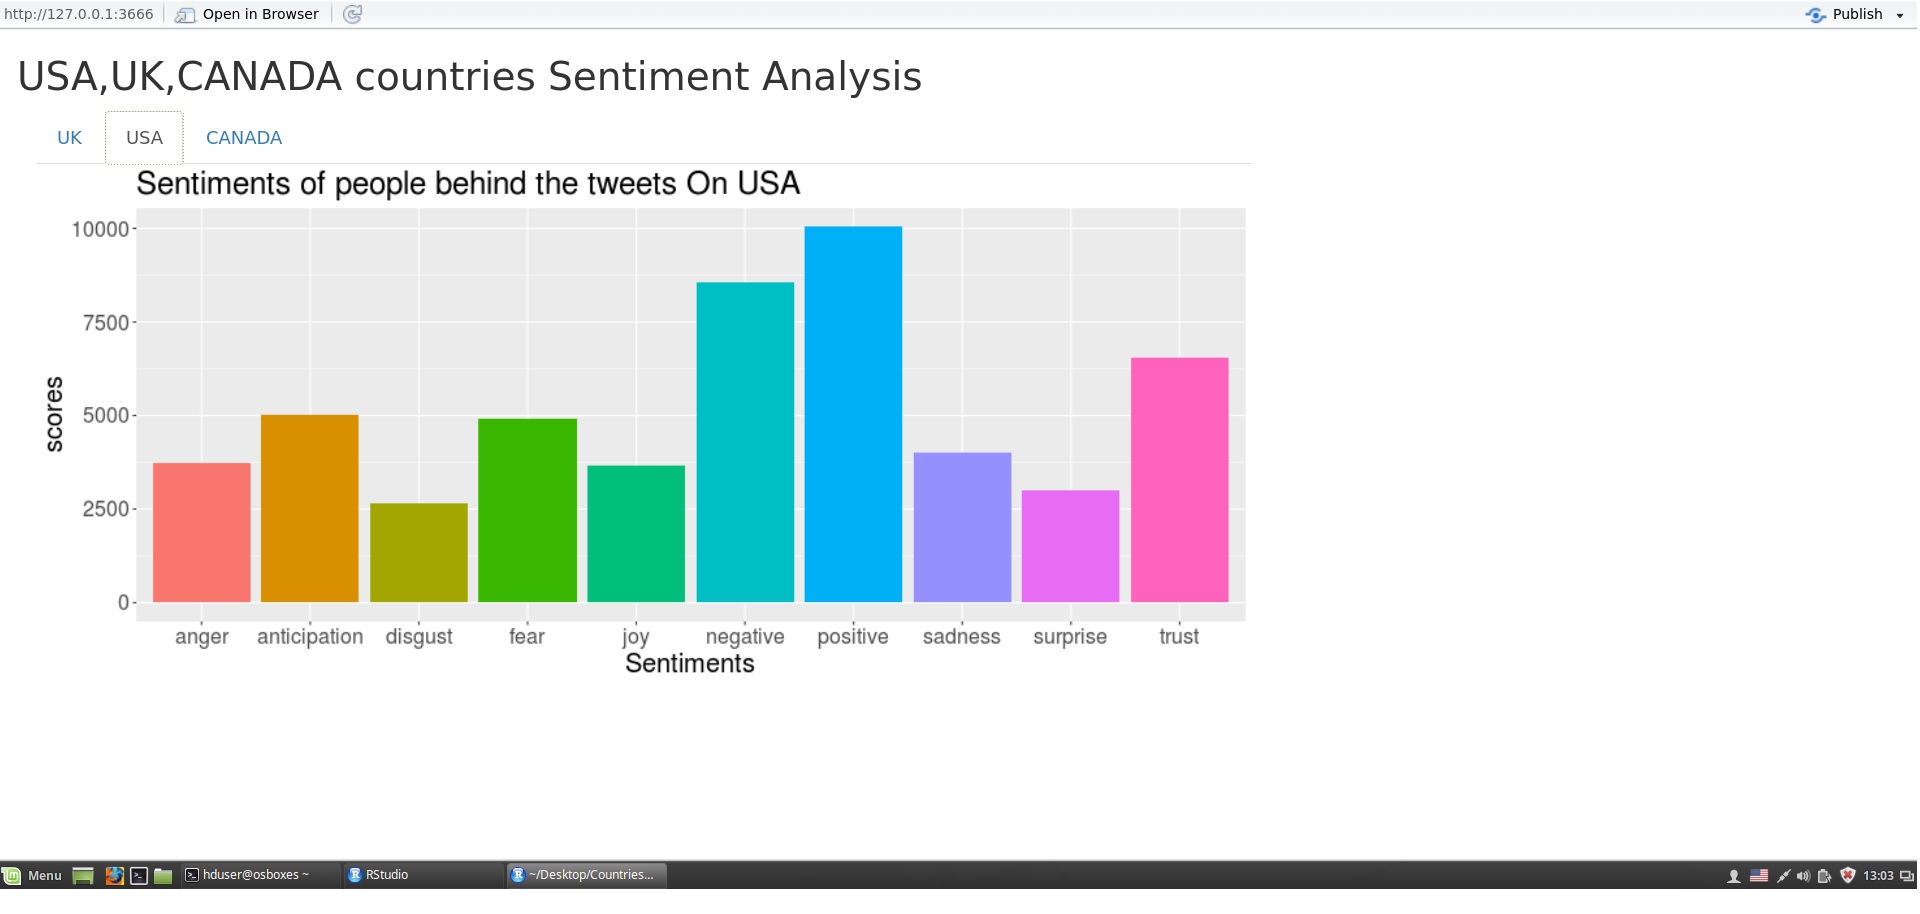 http://127.0.0.1:3666 Open in Browser Publish
USA,UK,CANADA countries Sentiment Analysis
UK USA CANADA
Sentiments of people behind the tweets On USA
10000
7500
5000
2500
0
scores
anger anticipation disgust fear joy negative positive sadness surprise trust
Sentiments
Menu hduser@osboxes ~ RStudio ~/Desktop/Countries... 13:03